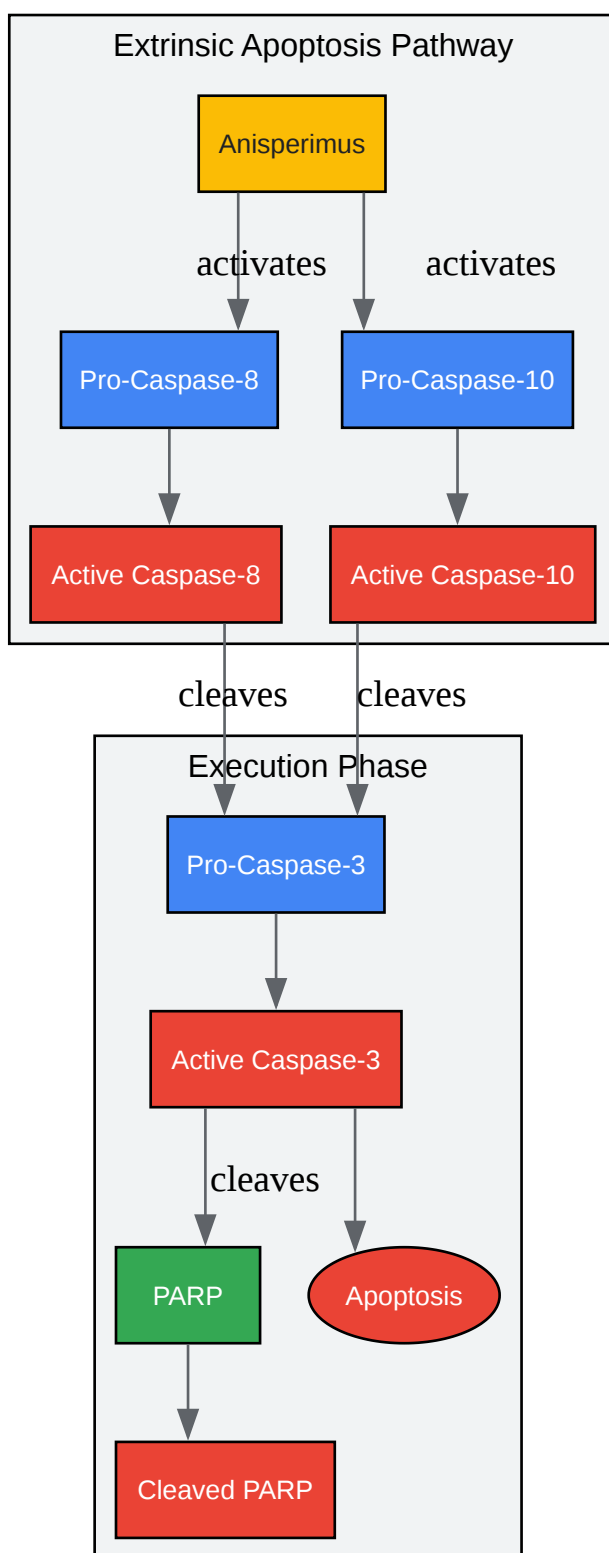 Extrinsic Apoptosis Pathway
Anisperimus
activates
activates
Pro-Caspase-8
Pro-Caspase-10
Active Caspase-8
Active Caspase-10
cleaves
cleaves
Execution Phase
Pro-Caspase-3
Active Caspase-3
cleaves
PARP
Apoptosis
Cleaved PARP